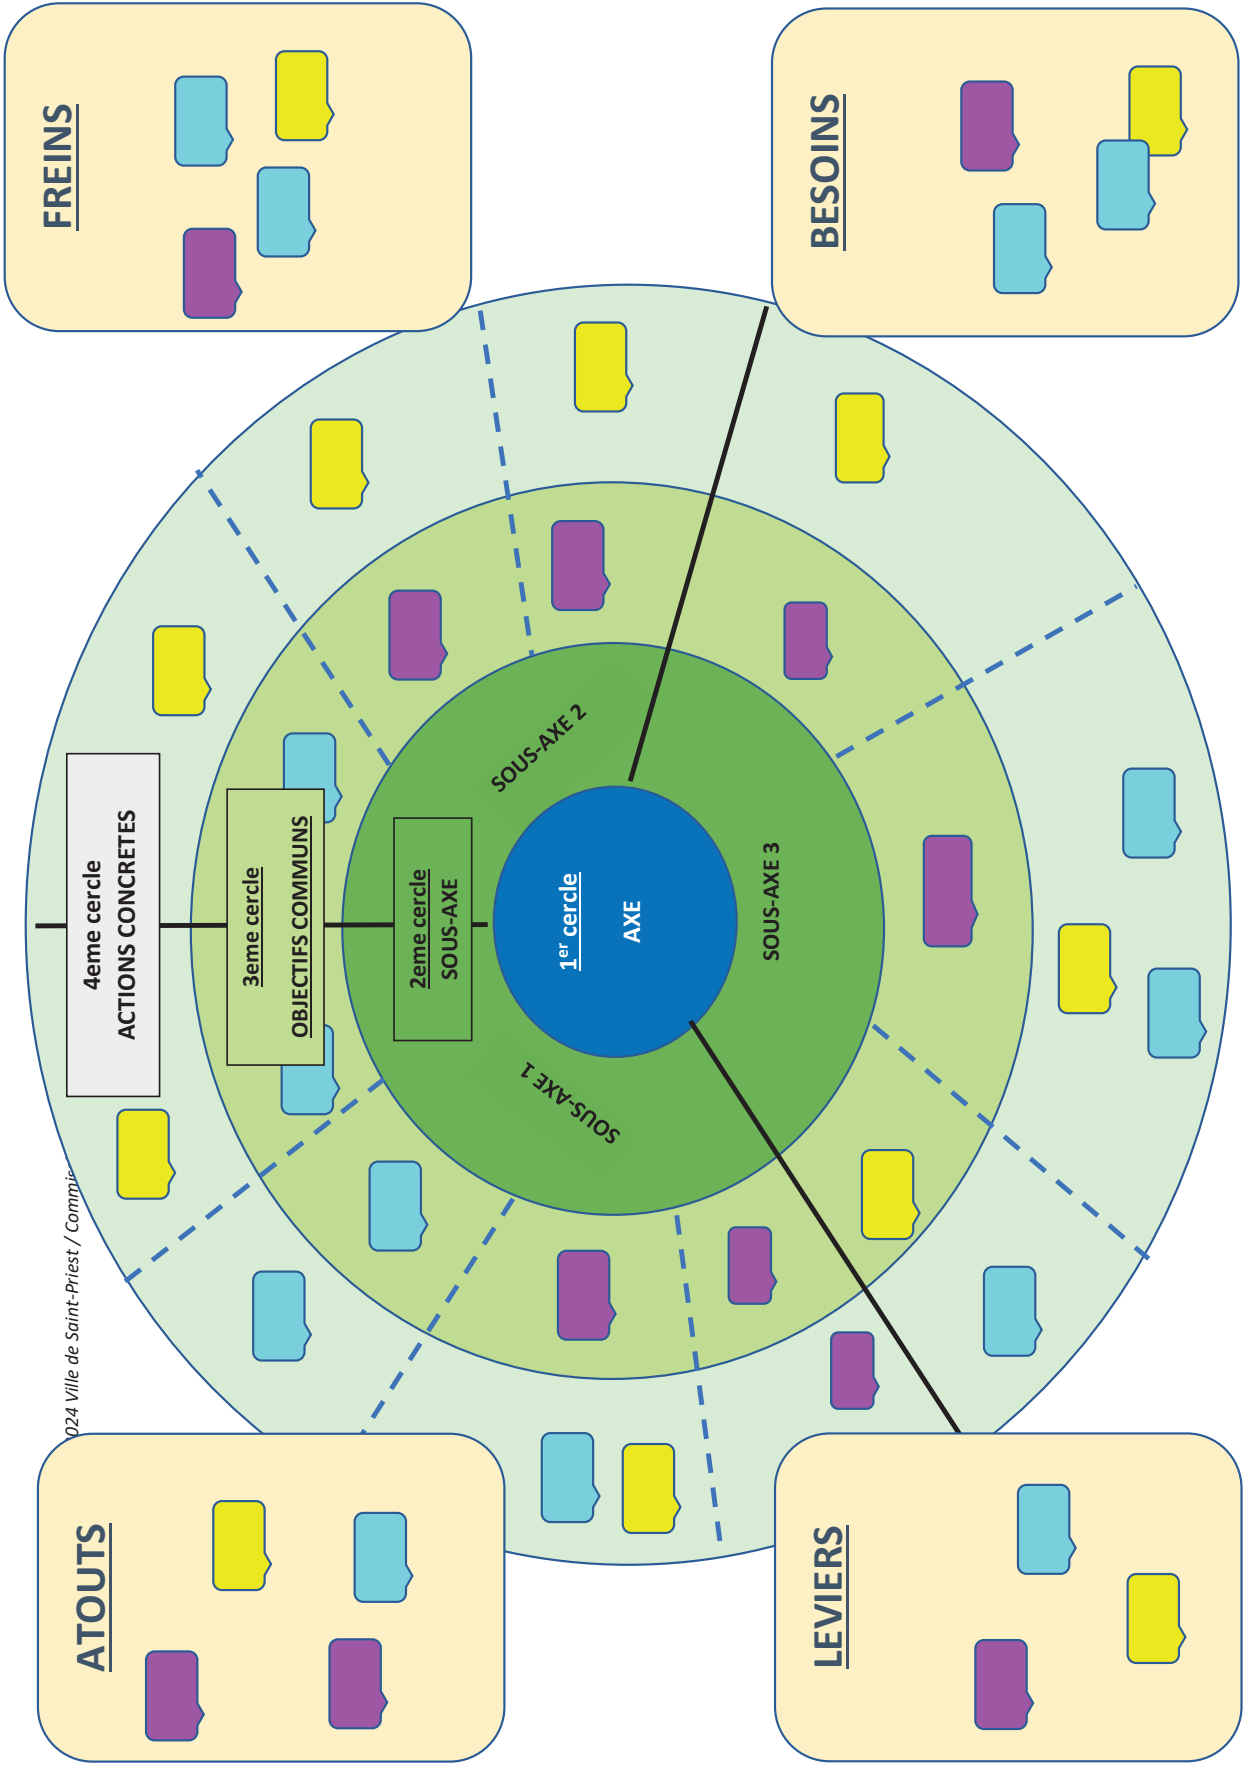 ATOUTS
FREINS
024 Ville de Saint-Priest /
4eme cercle
ACTIONS CONCRETES
3eme cercle
OBJECTIFS COMMUNS
2eme cercle
SOUS-AXE
SOUS-AXE 1
SOUS-AXE 2
1er cercle
AXE
SOUS-AXE 3
LEVIERS
BESOINS